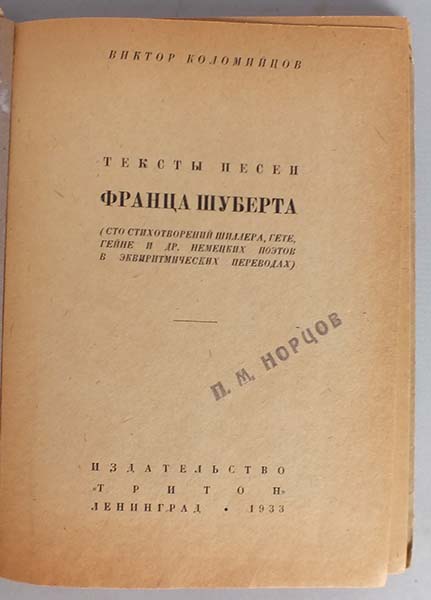 ВИКТОР КОЛОМИЙЦОВ
ТЕКСТЫ ПЕСЕН
ФРАНЦА ШУБЕРТА
(СТО СТИХОТВОРЕНИЙ ШИЛЛЕРА, ГЕТЕ,
ГЕЙНЕ И ДР. НЕМЕЦКИХ ПОЭТОВ
В ЭКВИРИТМИЧЕСКИХ ПЕРЕВОДАХ)
П. М. НОРЦОВ
ИЗДАТЕЛЬСТВО
«ТРИТОН»
ЛЕНИНГРАД • 1933